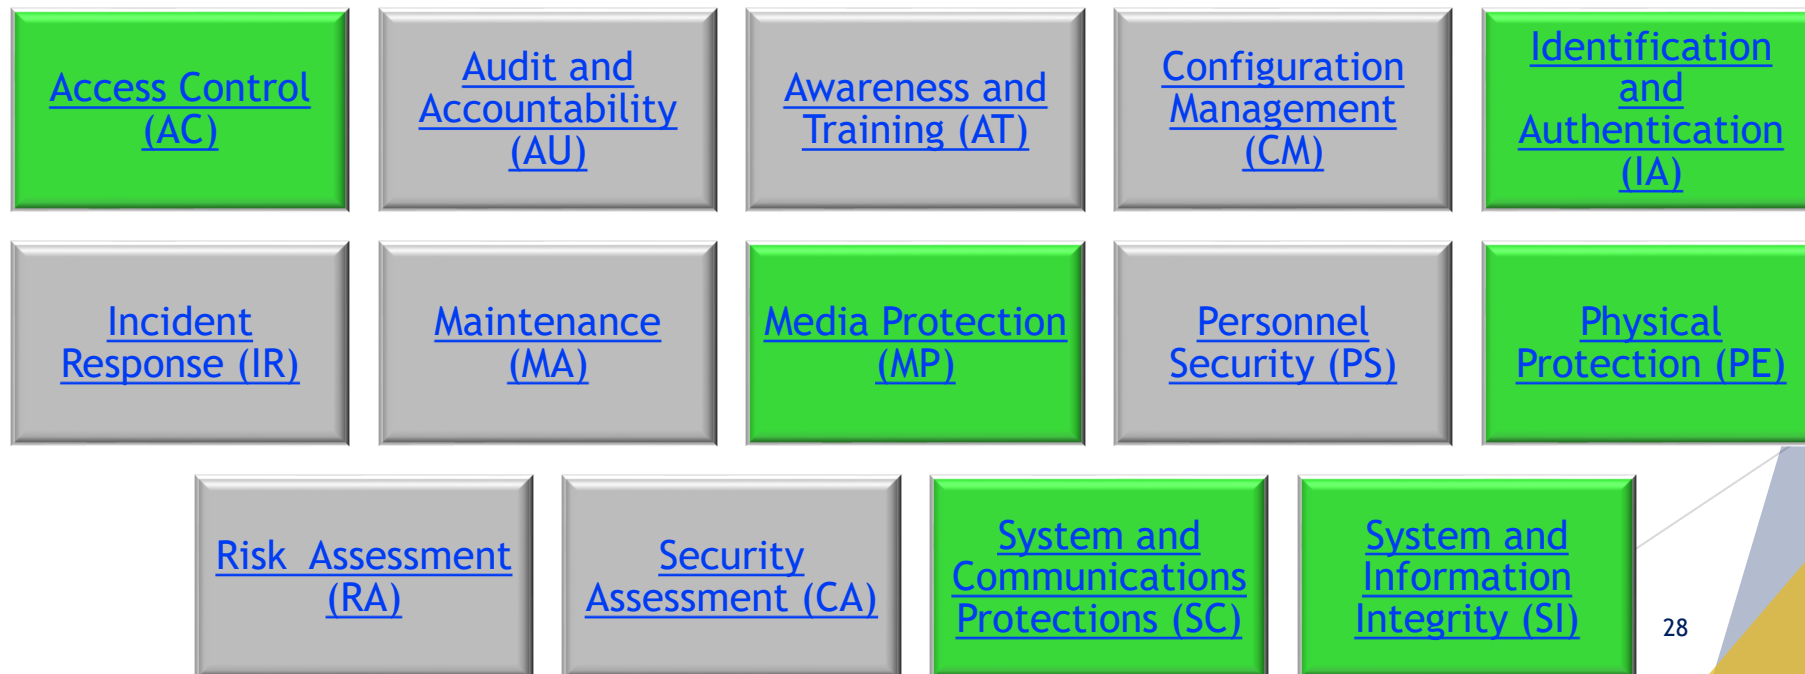 Access Control
(AC)
Audit and
Accountability
(AU)
Awareness and
Training (AT)
Configuration
Management
(CM)
Identification
and
Authentication
(IA)
Incident
Response (IR)
Maintenance
(MA)
Media Protection
(MP)
Personnel
Security (PS)
Physical
Protection (PE)
Risk  Assessment
(RA)
Security
Assessment (CA)
System and
Communications
Protections (SC)
System and
Information
Integrity (SI)
28